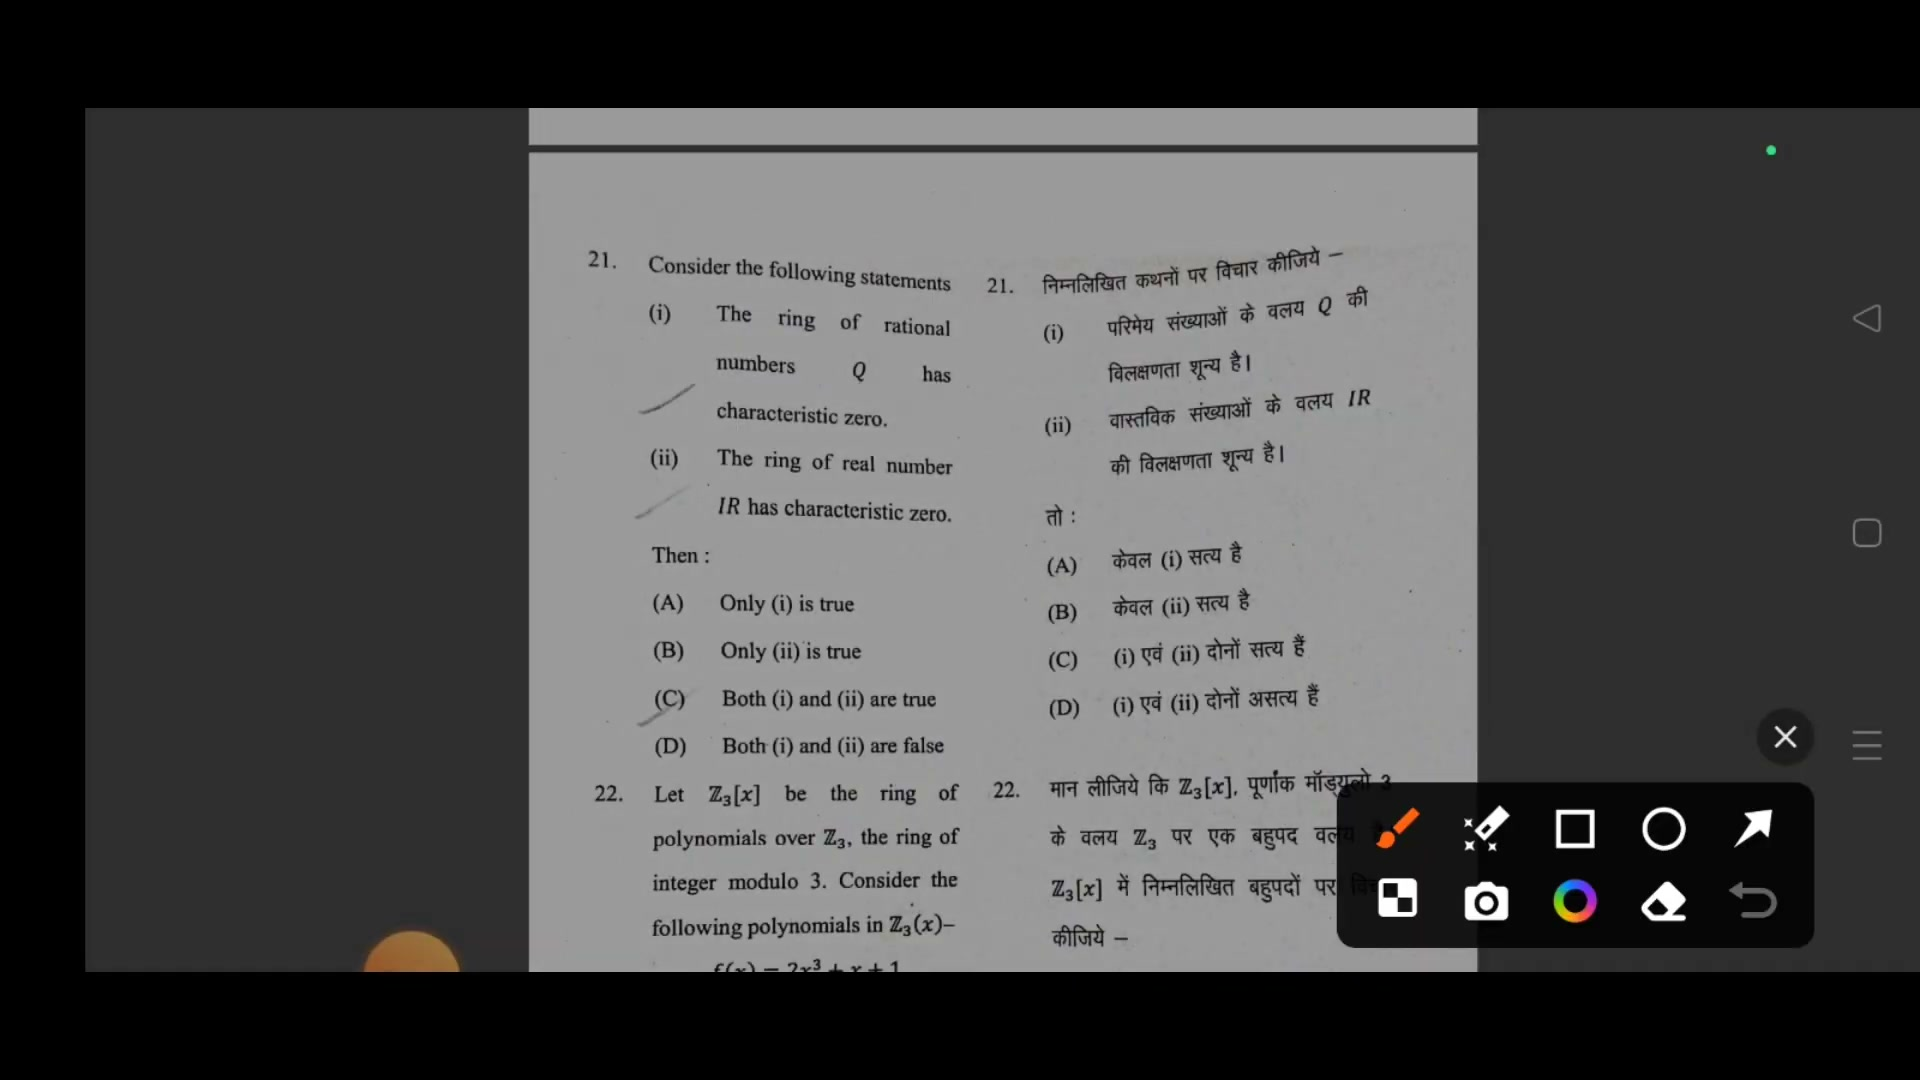 21. Consider the following statements
(i) The ring of rational
numbers Q has
characteristic zero.
(ii) The ring of real number
IR has characteristic zero.
Then :
(A) Only (i) is true
(B) Only (ii) is true
(C) Both (i) and (ii) are true
(D) Both (i) and (ii) are false
22. Let ℤ₃[x] be the ring of
polynomials over ℤ₃, the ring of
integer modulo 3. Consider the
following polynomials in ℤ₃(x)–
f(x) = 2x³ + x + 1
21. निम्नलिखित कथनों पर विचार कीजिये –
(i) परिमेय संख्याओं के वलय Q की
विलक्षणता शून्य है।
(ii) वास्तविक संख्याओं के वलय IR
की विलक्षणता शून्य है।
तो :
(A) केवल (i) सत्य है
(B) केवल (ii) सत्य है
(C) (i) एवं (ii) दोनों सत्य हैं
(D) (i) एवं (ii) दोनों असत्य हैं
22. मान लीजिये कि ℤ₃[x], पूर्णांक मॉड्युलो 3
के वलय ℤ₃ पर एक बहुपद वलय
ℤ₃[x] में निम्नलिखित बहुपदों पर
कीजिये –